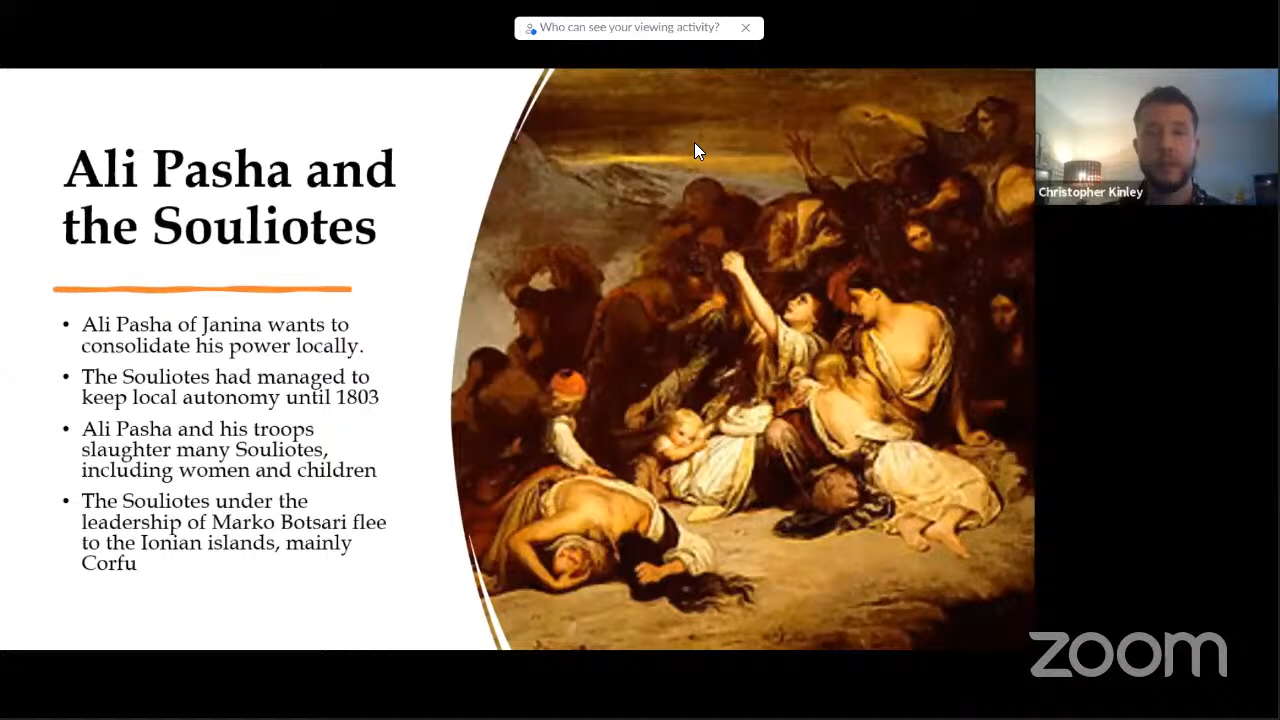 Who can see your viewing activity?
Ali Pasha and
the Souliotes
• Ali Pasha of Janina wants to
consolidate his power locally.
• The Souliotes had managed to
keep local autonomy until 1803
• Ali Pasha and his troops
slaughter many Souliotes,
including women and children
• The Souliotes under the
leadership of Marko Botsari flee
to the Ionian islands, mainly
Corfu
Christopher Kinley
zoom